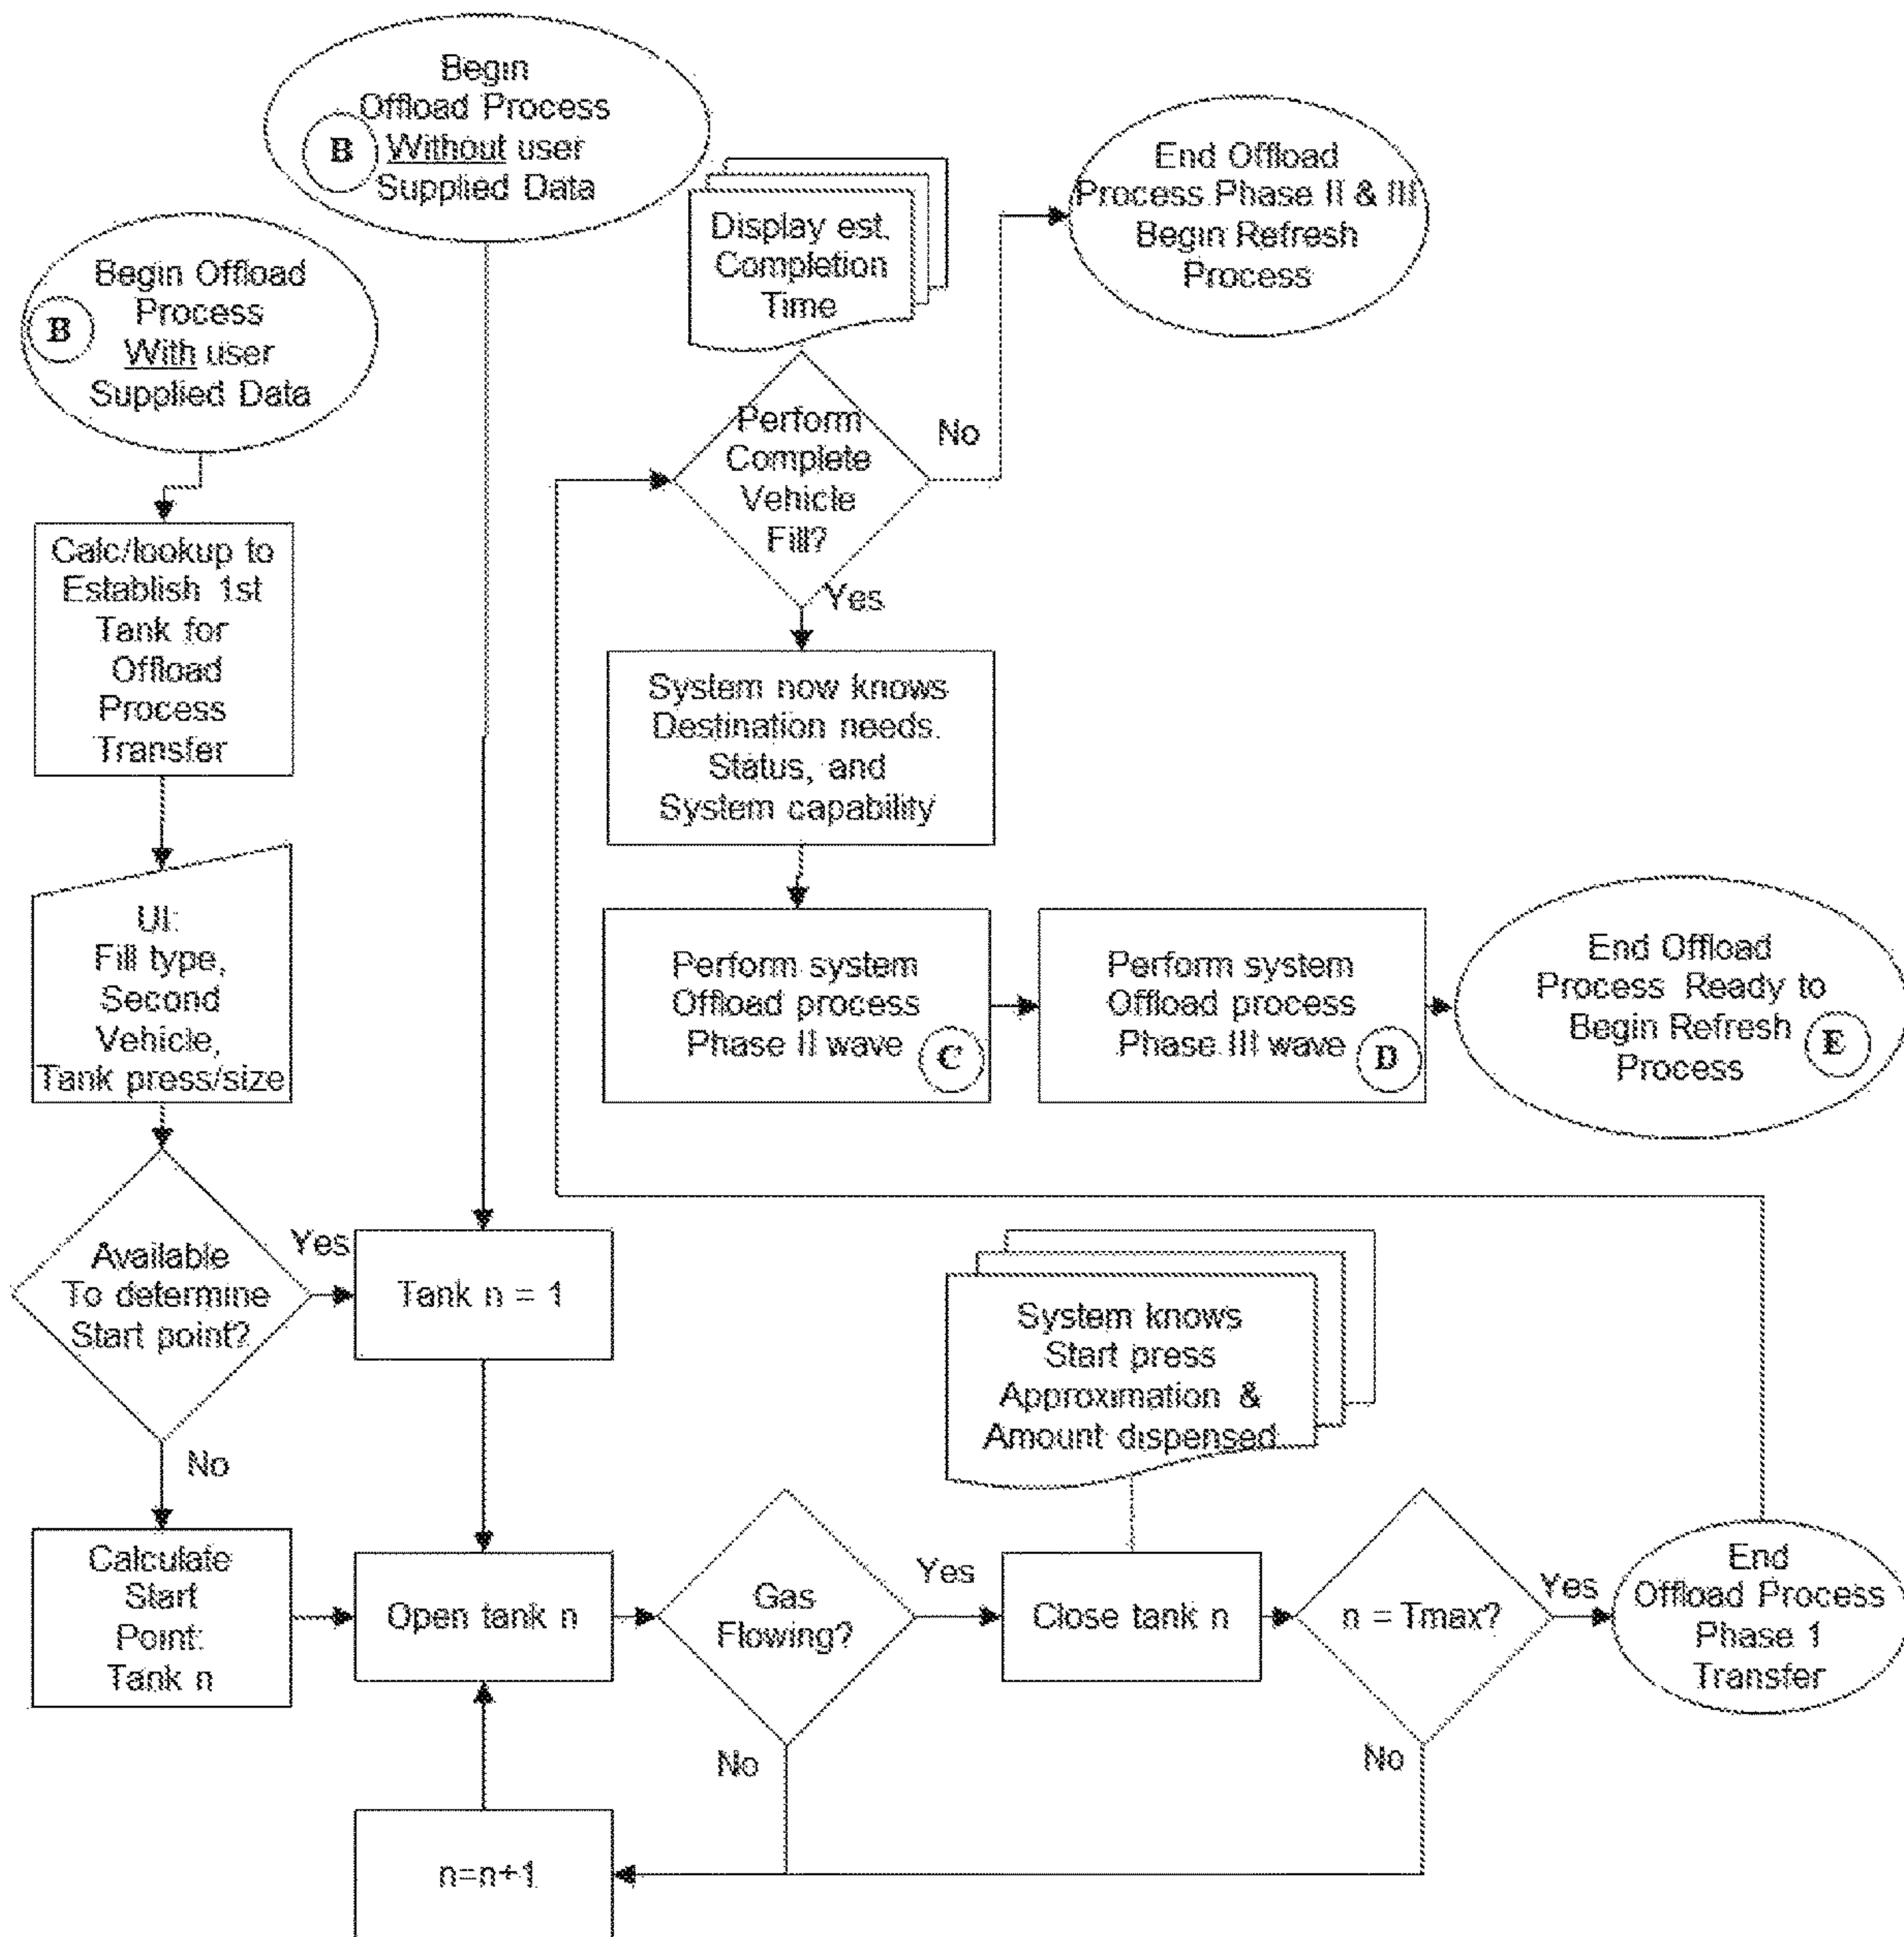 Begin
Offload Process
B
Without user
Supplied Data
Begin Offload
Process
B
With user
Supplied Data
Display est.
Completion
Time
End Offload
Process Phase II & III
Begin Refresh
Process
Perform
Complete
Vehicle
Fill?
No
Yes
Calc/lookup to
Establish 1st
Tank for
Offload
Process
Transfer
System now knows
Destination needs.
Status, and
System capability
UI:
Fill type,
Second
Vehicle,
Tank press/size
Perform system
Offload process
Phase II wave
C
Perform system
Offload process
Phase III wave
D
End Offload
Process Ready to
Begin Refresh
Process
E
Available
To determine
Start point?
Yes
No
Tank n = 1
System knows
Start press
Approximation &
Amount dispensed
Calculate
Start
Point:
Tank n
Open tank n
Gas
Flowing?
Yes
No
Close tank n
n = Tmax?
Yes
No
End
Offload Process
Phase 1
Transfer
n=n+1